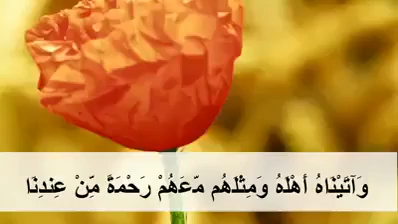 وَآتَيْنَاهُ أَهْلَهُ وَمِثْلَهُم مَّعَهُمْ رَحْمَةً مِّنْ عِندِنَا